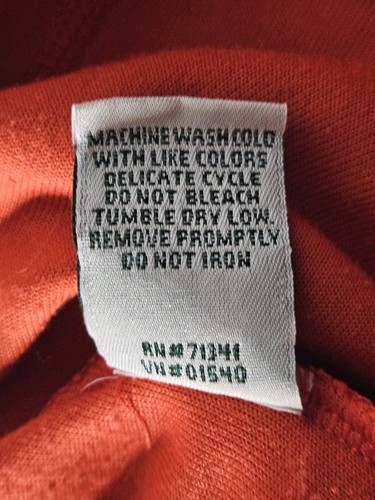 MACHINE WASH COLD
WITH LIKE COLORS
DELICATE CYCLE
DO NOT BLEACH
TUMBLE DRY LOW.
REMOVE PROMPTLY
DO NOT IRON
RN#71341
VN#01540